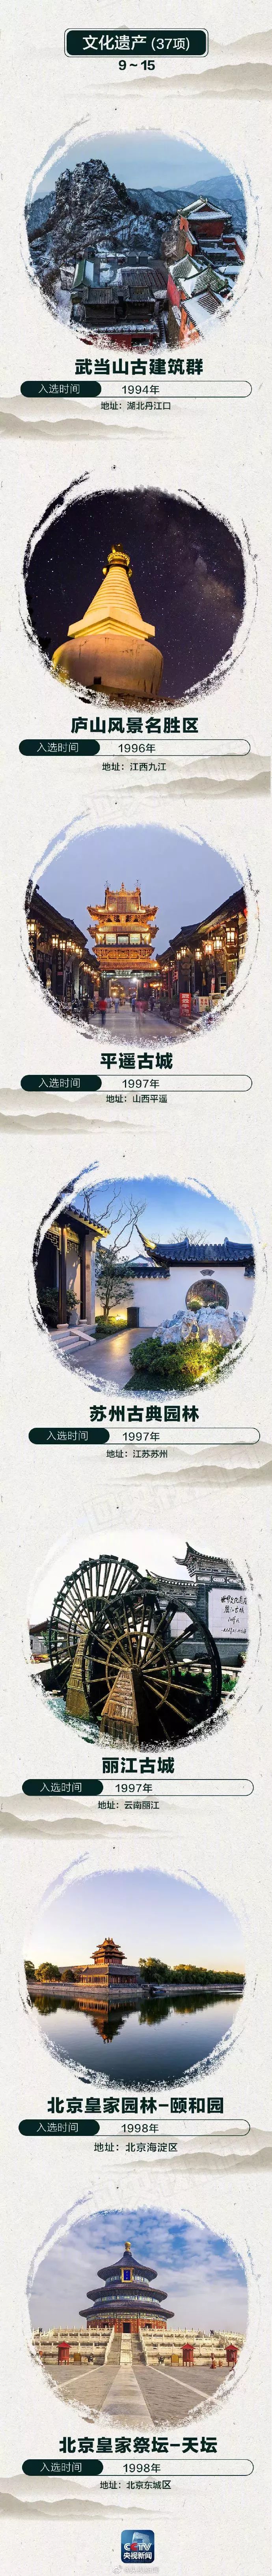 文化遗产 (37项)
9~15
武当山古建筑群
入选时间 1994年
地址：湖北丹江口
庐山风景名胜区
入选时间 1996年
地址：江西九江
平遥古城
入选时间 1997年
地址：山西平遥
苏州古典园林
入选时间 1997年
地址：江苏苏州
丽江古城
入选时间 1997年
地址：云南丽江
北京皇家园林-颐和园
入选时间 1998年
地址：北京海淀区
北京皇家祭坛-天坛
入选时间 1998年
地址：北京东城区
CCTV
央视新闻